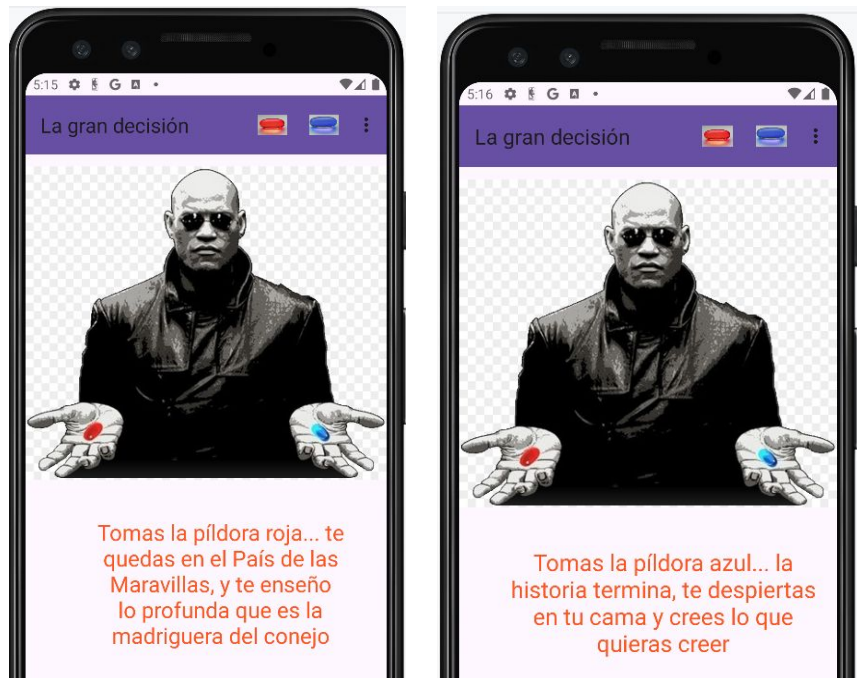 5:15 G A
La gran decisión
Tomas la píldora roja... te
quedas en el País de las
Maravillas, y te enseño
lo profunda que es la
madriguera del conejo
5:16 G A
La gran decisión
Tomas la píldora azul... la
historia termina, te despiertas
en tu cama y crees lo que
quieras creer